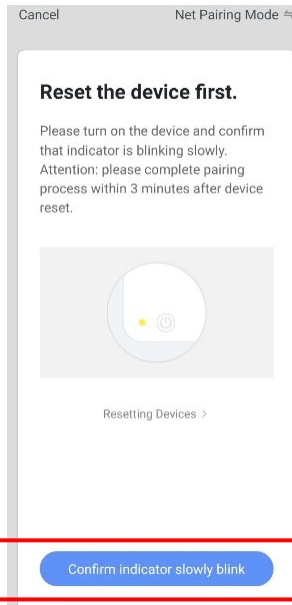 Cancel
Net Pairing Mode
Reset the device first.
Please turn on the device and confirm
that indicator is blinking slowly.
Attention: please complete pairing
process within 3 minutes after device
reset.
Resetting Devices >
Confirm indicator slowly blink